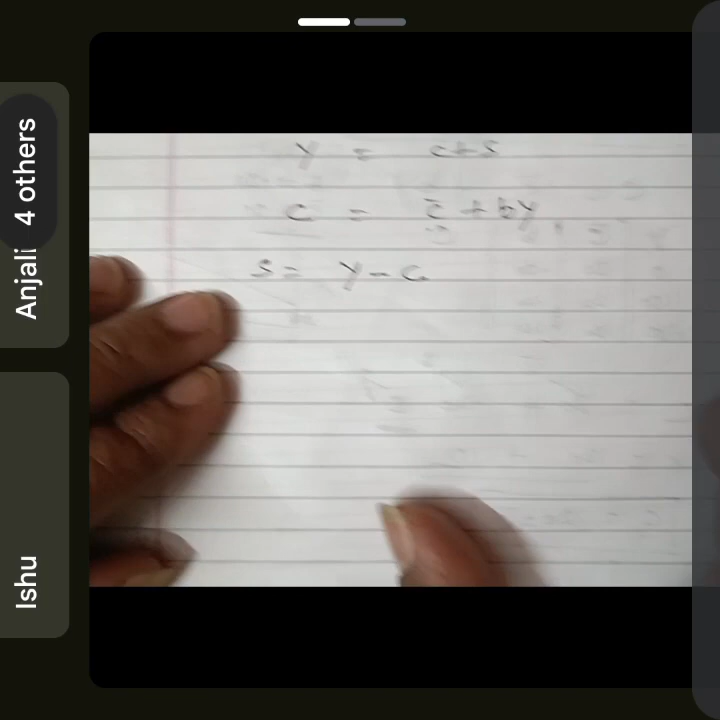 Y = C+S
C = C̄ + bY
S = Y - C
Anjali
4 others
Ishu